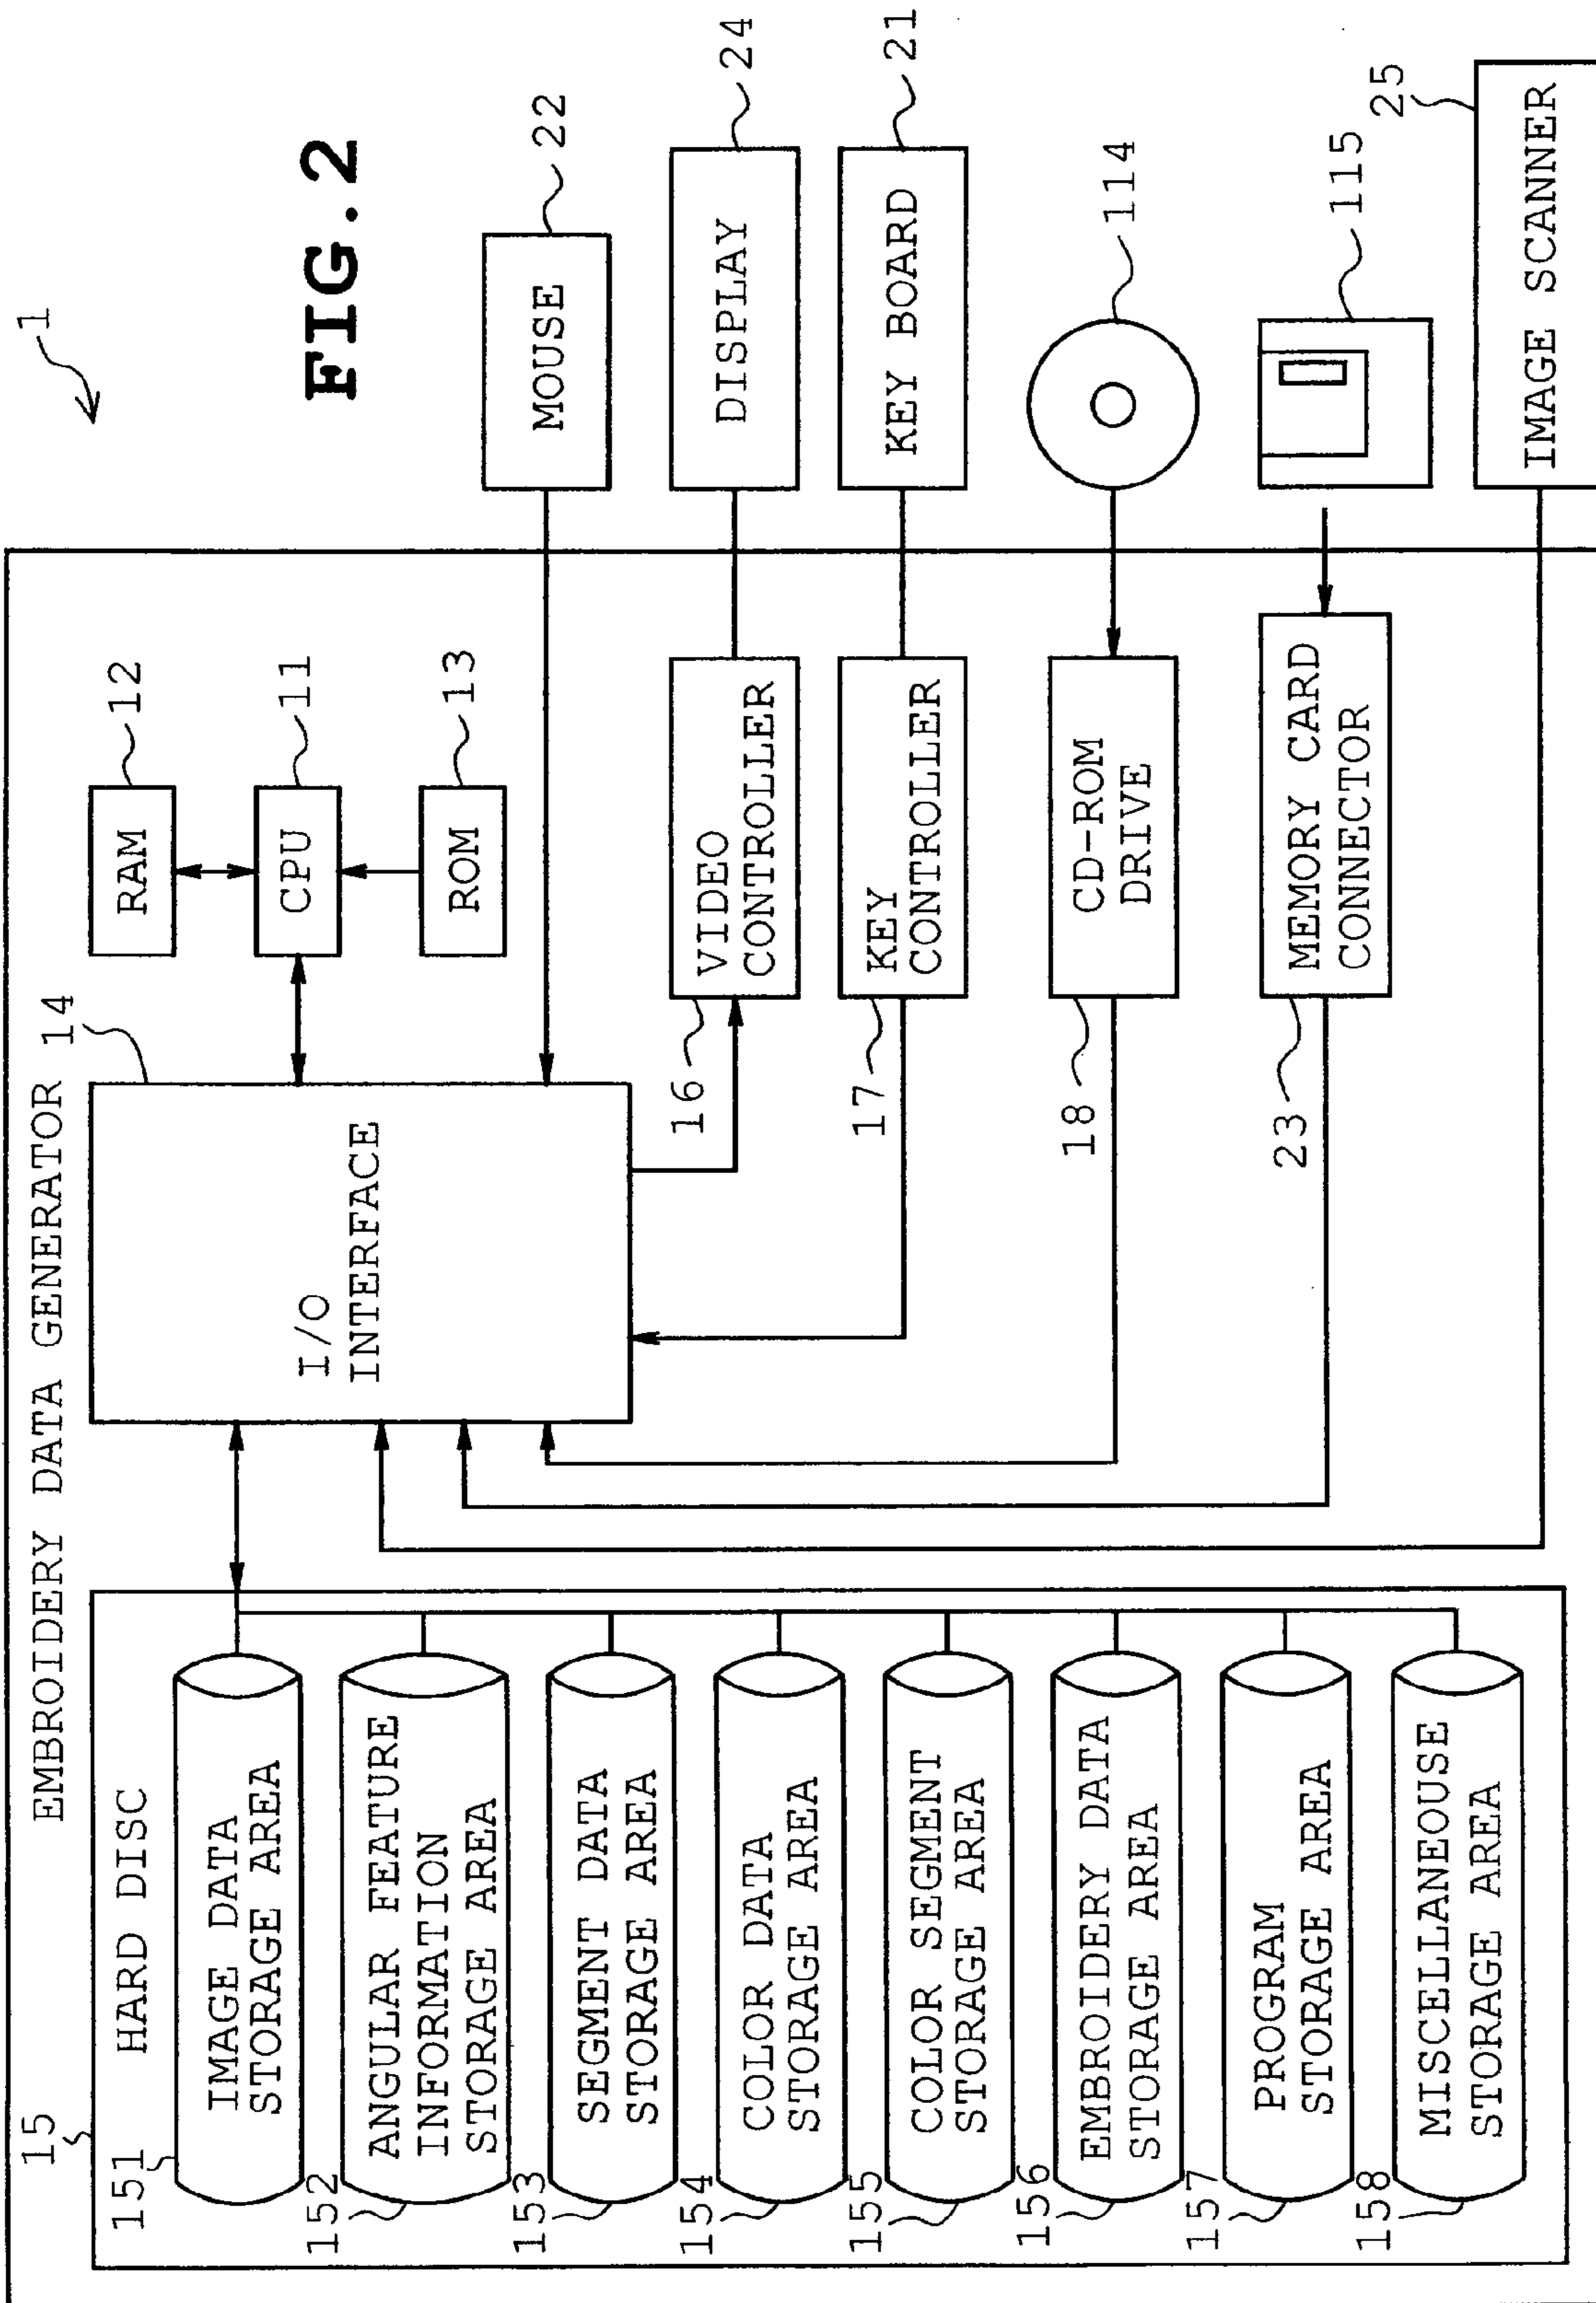 1
FIG.2
EMBROIDERY DATA GENERATOR
15
HARD DISC
151
IMAGE DATA
STORAGE AREA
152
ANGULAR FEATURE
INFORMATION
STORAGE AREA
153
SEGMENT DATA
STORAGE AREA
154
COLOR DATA
STORAGE AREA
155
COLOR SEGMENT
STORAGE AREA
156
EMBROIDERY DATA
STORAGE AREA
157
PROGRAM
STORAGE AREA
158
MISCELLANEOUSE
STORAGE AREA
14
I/O
INTERFACE
RAM
12
CPU
11
ROM
13
MOUSE
22
16
VIDEO
CONTROLLER
DISPLAY
24
17
KEY
CONTROLLER
KEY BOARD
21
18
CD-ROM
DRIVE
114
23
MEMORY CARD
CONNECTOR
115
IMAGE SCANNER
25